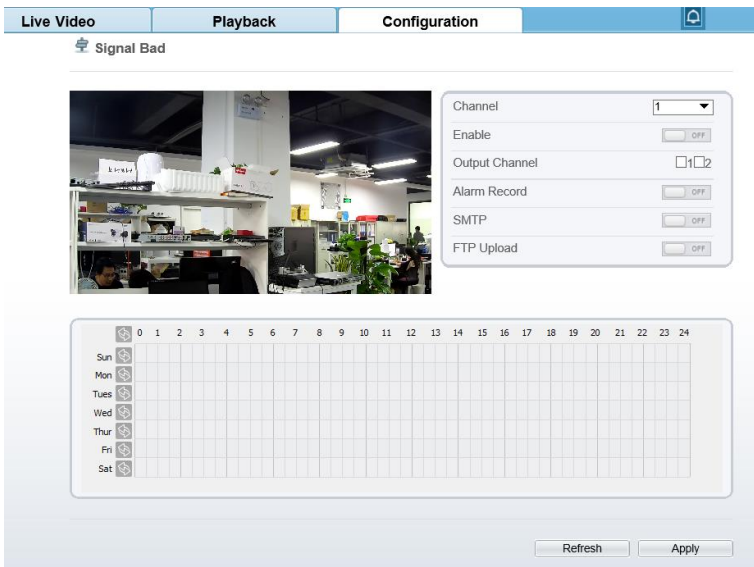 Live Video Playback Configuration
Signal Bad
Channel 1
Enable OFF
Output Channel 1 2
Alarm Record OFF
SMTP OFF
FTP Upload OFF
0 1 2 3 4 5 6 7 8 9 10 11 12 13 14 15 16 17 18 19 20 21 22 23 24
Sun
Mon
Tues
Wed
Thur
Fri
Sat
Refresh Apply